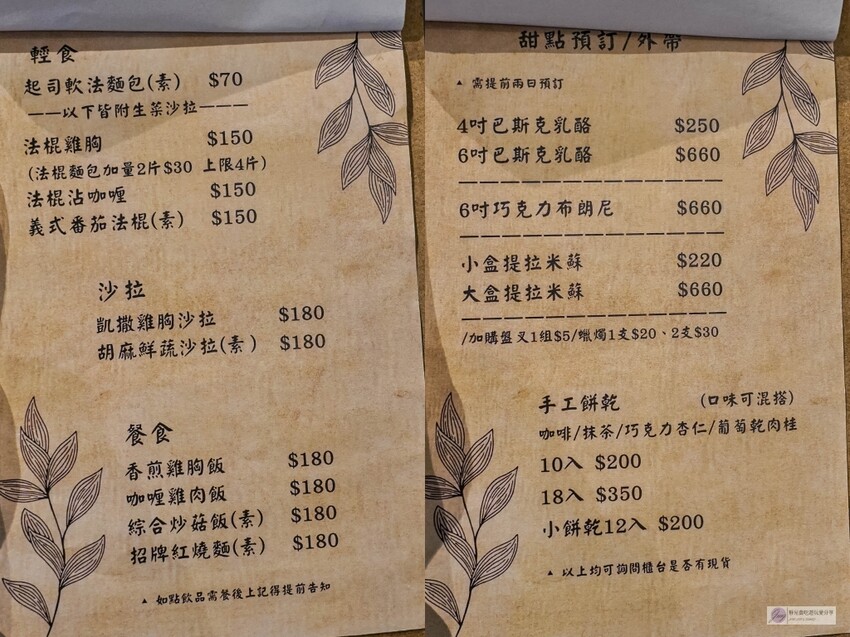 輕食
起司軟法麵包(素) $70
——以下皆附生菜沙拉———
法棍雞胸 $150
(法棍麵包加量2片$30 上限4片)
法棍沾咖喱 $150
義式番茄法棍(素) $150
沙拉
凱撒雞胸沙拉 $180
胡麻鮮蔬沙拉(素) $180
餐食
香煎雞胸飯 $180
咖喱雞肉飯 $180
綜合炒菇飯(素) $180
招牌紅燒麵(素) $180
▲ 如點飲品需餐後上記得提前告知
甜點預訂/外帶
▲ 需提前兩日預訂
4吋巴斯克乳酪 $250
6吋巴斯克乳酪 $660
6吋巧克力布朗尼 $660
小盒提拉米蘇 $220
大盒提拉米蘇 $660
/加購盤叉1組$5/蠟燭1支$20、2支$30
手工餅乾 (口味可混搭)
咖啡/抹茶/巧克力杏仁/葡萄乾肉桂
10入 $200
18入 $350
小餅乾12入 $200
▲ 以上均可詢問櫃台是否有現貨